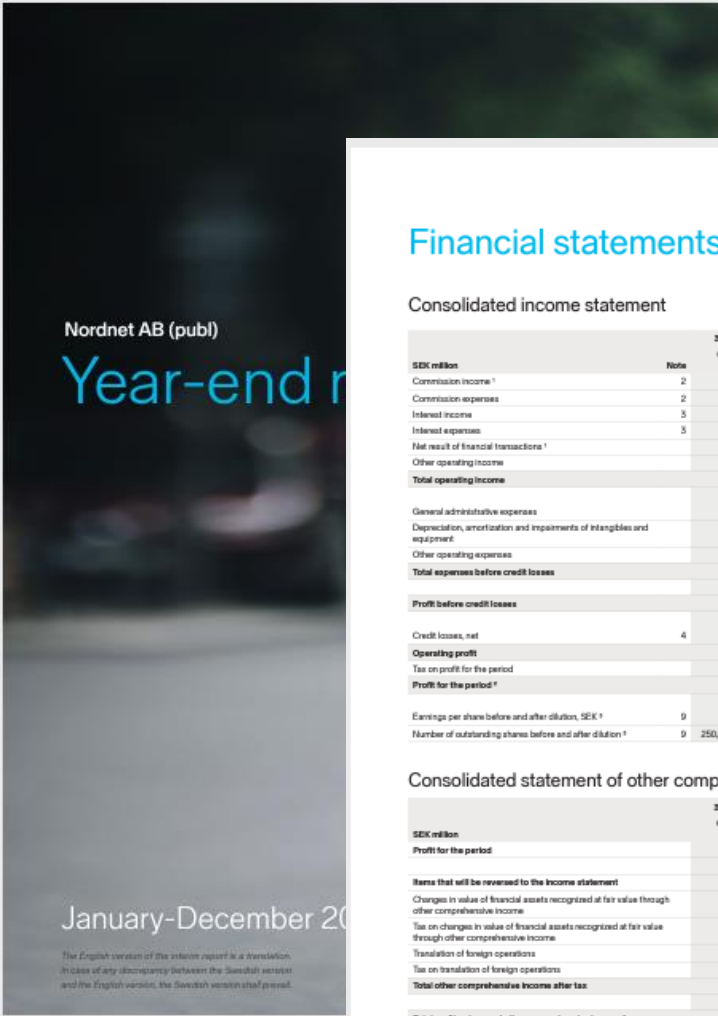 Nordnet AB (publ)
Year-end
January-December 20
The English version of the interim report is a translation.
In case of any discrepancy between the Swedish version
and the English version, the Swedish version shall prevail.
Financial statements
Consolidated income statement
SEK million Note
Commission income ¹ 2
Commission expenses 2
Interest income 3
Interest expenses 3
Net result of financial transactions ¹
Other operating income
Total operating income
General administrative expenses
Depreciation, amortization and impairments of intangibles and
equipment
Other operating expenses
Total expenses before credit losses
Profit before credit losses
Credit losses, net 4
Operating profit
Tax on profit for the period
Profit for the period
Earnings per share before and after dilution, SEK 9
Number of outstanding shares before and after dilution 9 250,
Consolidated statement of other comp
SEK million
Profit for the period
Items that will be reversed to the income statement
Changes in value of financial assets recognized at fair value through
other comprehensive income
Tax on changes in value of financial assets recognized at fair value
through other comprehensive income
Translation of foreign operations
Tax on translation of foreign operations
Total other comprehensive income after tax